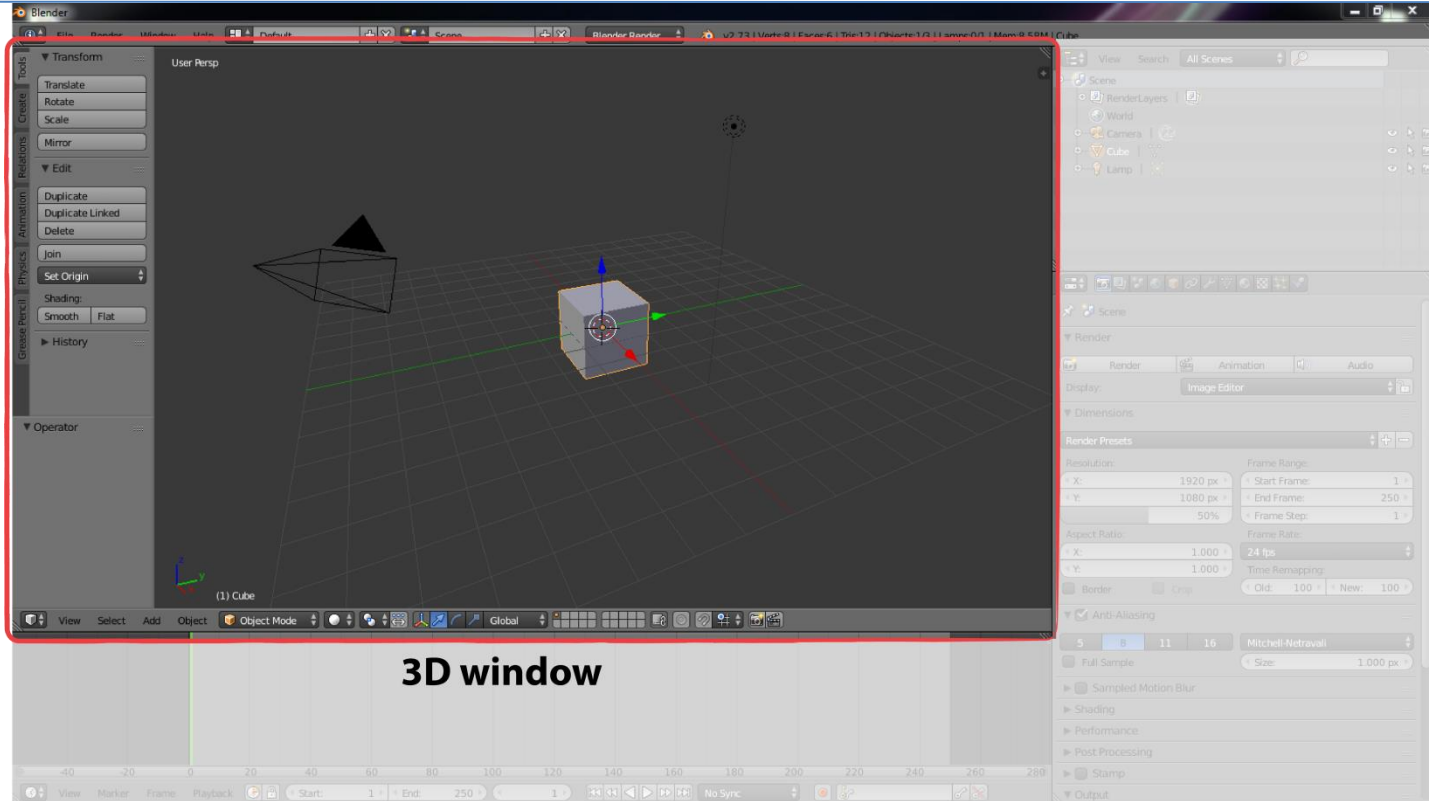 Blender
File Render Window Help Default Scene Blender Render v2.73 | Verts:8 | Faces:6 | Tris:12 | Objects:1/3 | Lamps:0/1 | Mem:8.58M | Cube
Tools
Create
Relations
Animation
Physics
Grease Pencil
Transform
Translate
Rotate
Scale
Mirror
Edit
Duplicate
Duplicate Linked
Delete
Join
Set Origin
Shading:
Smooth Flat
History
Operator
User Persp
z
y
(1) Cube
View Select Add Object Object Mode Global
3D window
-40 -20 0 20 40 60 80 100 120 140 160 180 200 220 240 260 280
View Marker Frame Playback Start: 1 End: 250 1 No Sync
View Search All Scenes
Scene
RenderLayers
World
Camera
Cube
Lamp
Scene
Render
Render Animation Audio
Display: Image Editor
Dimensions
Render Presets
Resolution: Frame Range:
X: 1920 px Start Frame: 1
Y: 1080 px End Frame: 250
50% Frame Step: 1
Aspect Ratio: Frame Rate:
X: 1.000 24 fps
Y: 1.000 Time Remapping:
Border Crop Old: 100 New: 100
Anti-Aliasing
5 8 11 16 Mitchell-Netravali
Full Sample Size: 1.000 px
Sampled Motion Blur
Shading
Performance
Post Processing
Stamp
Output